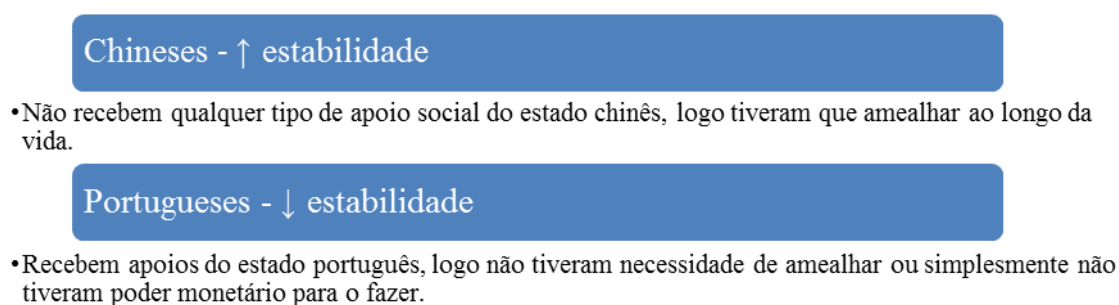 Chineses - ↑ estabilidade
•Não recebem qualquer tipo de apoio social do estado chinês, logo tiveram que amealhar ao longo da
vida.
Portugueses - ↓ estabilidade
•Recebem apoios do estado português, logo não tiveram necessidade de amealhar ou simplesmente não
tiveram poder monetário para o fazer.